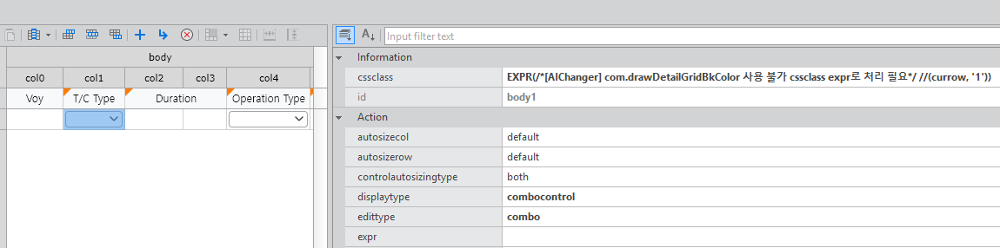 A↓ Input filter text
body
Information
col0 col1 col2 col3 col4
cssclass EXPR(/*[AIChanger] com.drawDetailGridBkColor 사용 불가 cssclass expr로 처리 필요*/ //(currow, '1'))
Voy T/C Type Duration Operation Type
id body1
Action
autosizecol default
autosizerow default
controlautosizingtype both
displaytype combocontrol
edittype combo
expr